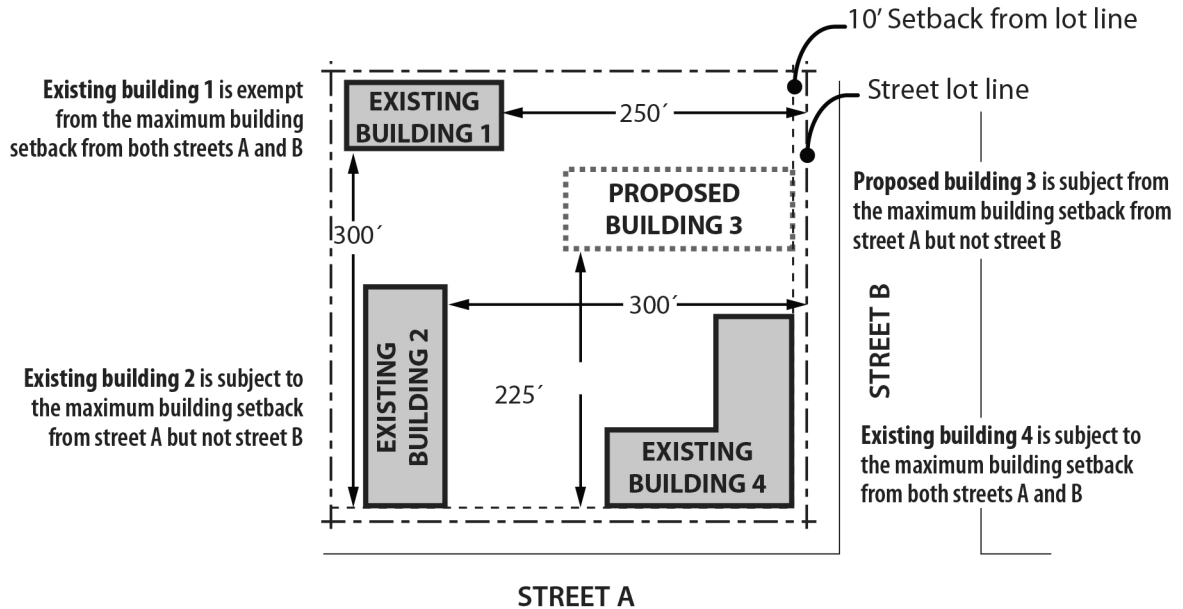 10′ Setback from lot line
Street lot line
Existing building 1 is exempt
from the maximum building
setback from both streets A and B
EXISTING
BUILDING 1
250′
PROPOSED
BUILDING 3
Proposed building 3 is subject from
the maximum building setback from
street A but not street B
300′
300′
STREET B
EXISTING
BUILDING 2
Existing building 2 is subject to
the maximum building setback
from street A but not street B
225′
EXISTING
BUILDING 4
Existing building 4 is subject to
the maximum building setback
from both streets A and B
STREET A